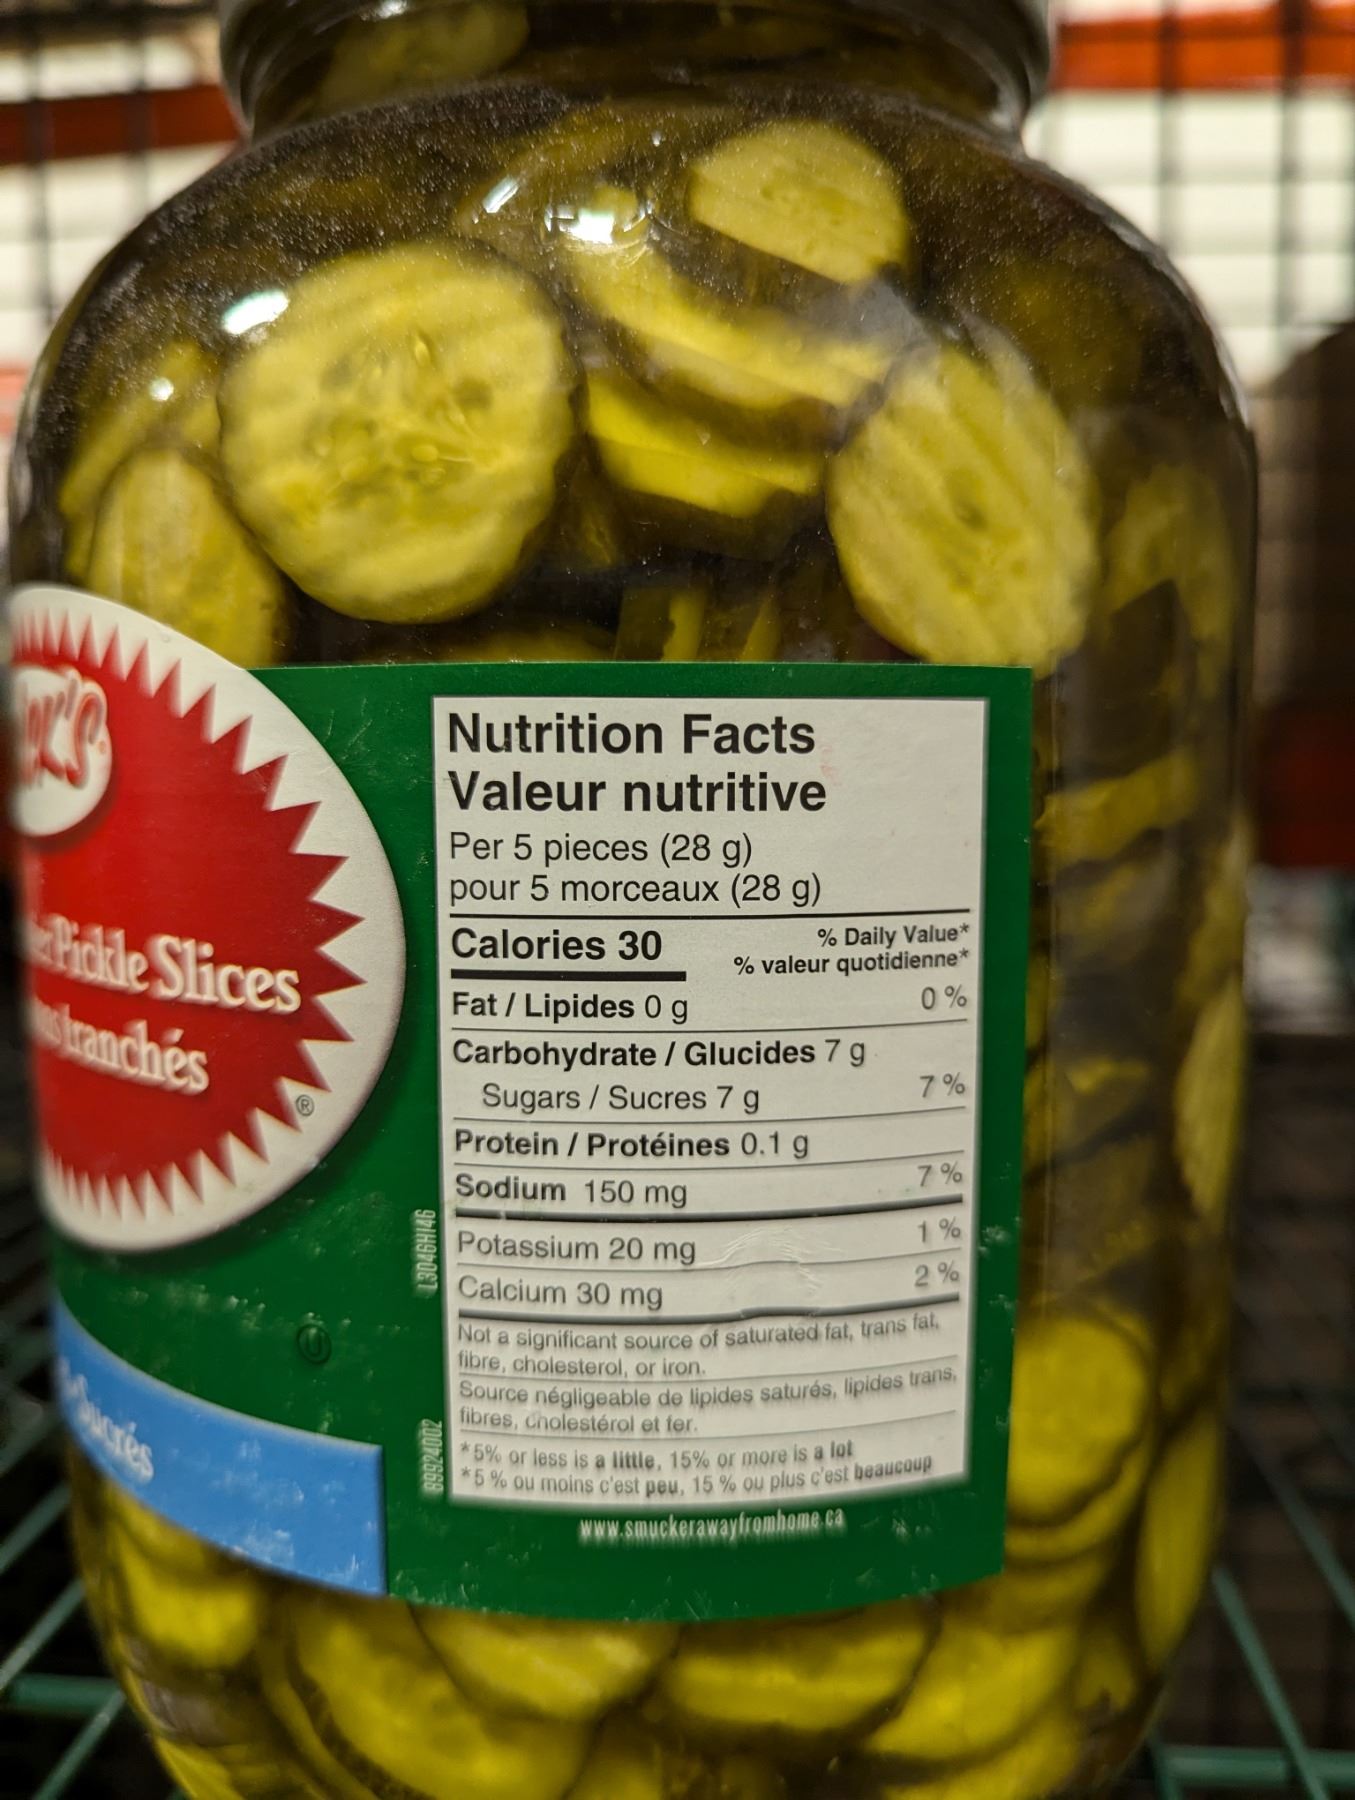 Pickle Slices
tranchés
®
Sucrés
L3046H146
89924002
U
Nutrition Facts
Valeur nutritive
Per 5 pieces (28 g)
pour 5 morceaux (28 g)
Calories 30
% Daily Value*
% valeur quotidienne*
Fat / Lipides 0 g 0 %
Carbohydrate / Glucides 7 g
Sugars / Sucres 7 g 7 %
Protein / Protéines 0.1 g
Sodium 150 mg 7 %
Potassium 20 mg 1 %
Calcium 30 mg 2 %
Not a significant source of saturated fat, trans fat,
fibre, cholesterol, or iron.
Source négligeable de lipides saturés, lipides trans,
fibres, cholestérol et fer.
*5% or less is a little, 15% or more is a lot
*5 % ou moins c'est peu, 15 % ou plus c'est beaucoup
www.smuckerawayfromhome.ca